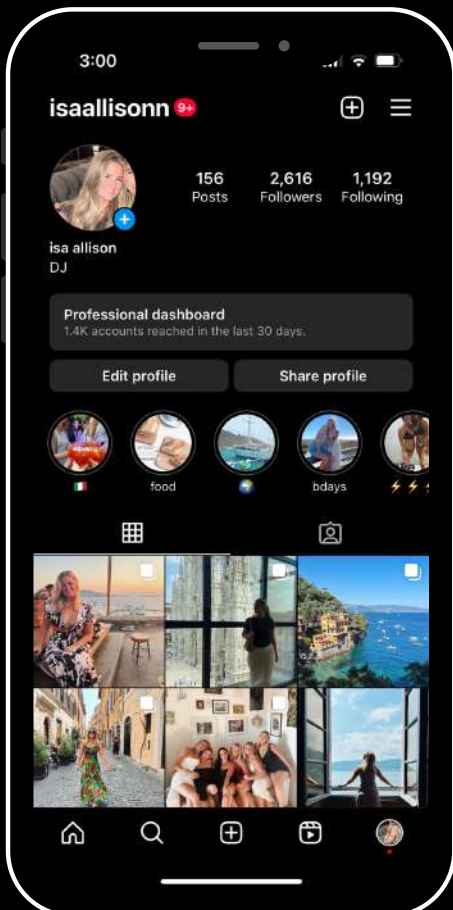 3:00
isaallisonn 9+
156 2,616 1,192
Posts Followers Following
isa allison
DJ
Professional dashboard
1.4K accounts reached in the last 30 days.
Edit profile Share profile
food bdays